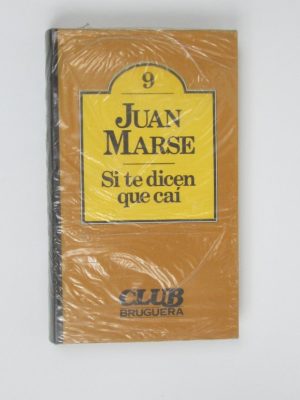 9
JUAN
MARSE
Si te dicen
que caí
CLUB
BRUGUERA